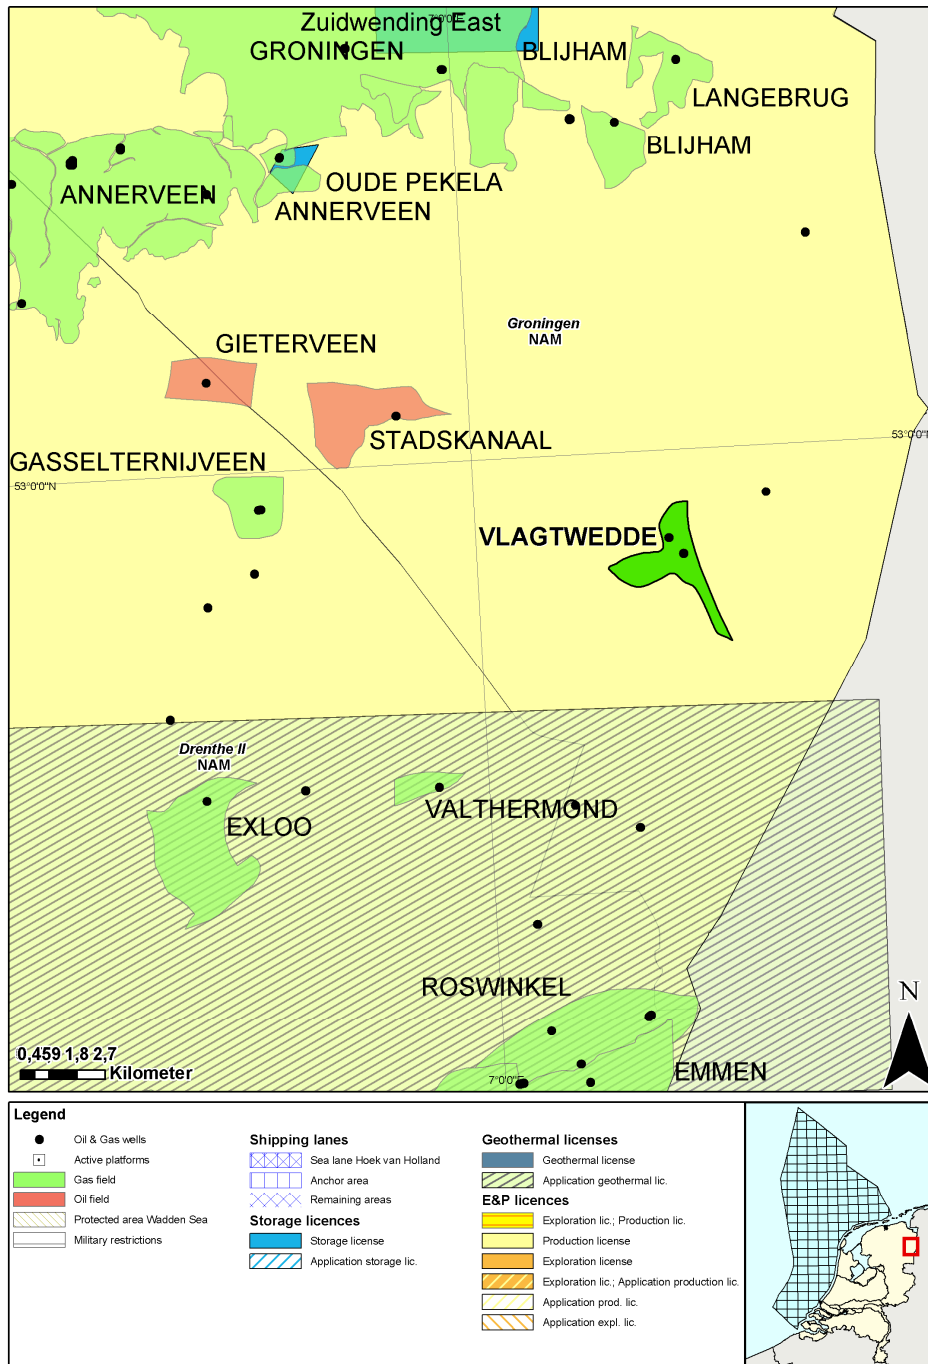 Zuidwending East
7°0'0"E
GRONINGEN
BLIJHAM
LANGEBRUG
BLIJHAM
ANNERVEEN
OUDE PEKELA
ANNERVEEN
Groningen
NAM
GIETERVEEN
STADSKANAAL
53°0'0"N
GASSELTERNIJVEEN
53°0'0"N
VLAGTWEDDE
Drenthe II
NAM
EXLOO
VALTHERMOND
ROSWINKEL
N
0,459 1,8 2,7
Kilometer
7°0'0"E
EMMEN
Legend
Oil & Gas wells
Active platforms
Gas field
Oil field
Protected area Wadden Sea
Military restrictions
Shipping lanes
Sea lane Hoek van Holland
Anchor area
Remaining areas
Storage licences
Storage license
Application storage lic.
Geothermal licenses
Geothermal license
Application geothermal lic.
E&P licences
Exploration lic.; Production lic.
Production license
Exploration license
Exploration lic.; Application production lic.
Application prod. lic.
Application expl. lic.